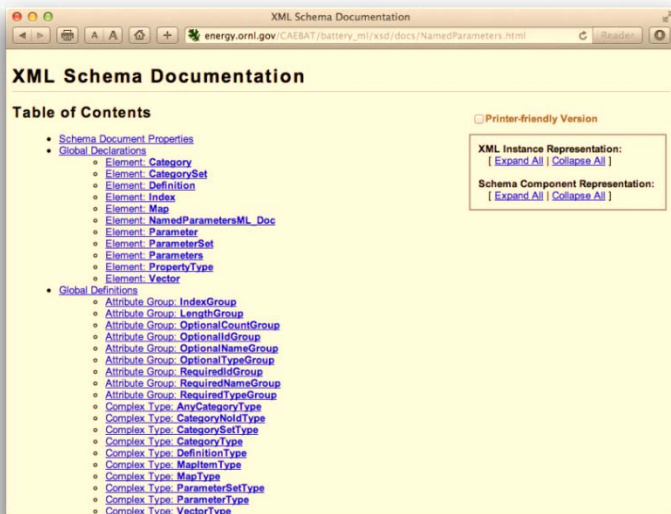 XML Schema Documentation
A A
+
energy.ornl.gov/CAEBAT/battery_ml/xsd/docs/NamedParameters.html
Reader
XML Schema Documentation
Table of Contents
Schema Document Properties
Global Declarations
Element: Category
Element: CategorySet
Element: Definition
Element: Index
Element: Map
Element: NamedParametersML_Doc
Element: Parameter
Element: ParameterSet
Element: Parameters
Element: PropertyType
Element: Vector
Global Definitions
Attribute Group: IndexGroup
Attribute Group: LengthGroup
Attribute Group: OptionalCountGroup
Attribute Group: OptionalIdGroup
Attribute Group: OptionalNameGroup
Attribute Group: OptionalTypeGroup
Attribute Group: RequiredIdGroup
Attribute Group: RequiredNameGroup
Attribute Group: RequiredTypeGroup
Complex Type: AnyCategoryType
Complex Type: CategoryNoIdType
Complex Type: CategorySetType
Complex Type: CategoryType
Complex Type: DefinitionType
Complex Type: MapItemType
Complex Type: MapType
Complex Type: ParameterSetType
Complex Type: ParameterType
Complex Type: VectorType
Printer-friendly Version
XML Instance Representation:
[ Expand All | Collapse All ]
Schema Component Representation:
[ Expand All | Collapse All ]